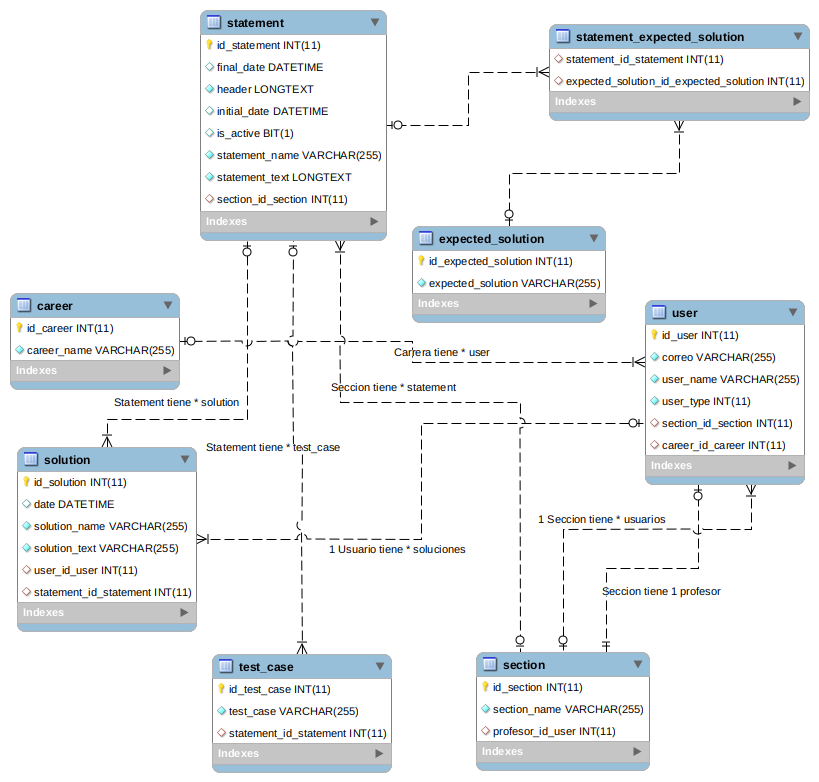 statement
id_statement INT(11)
final_date DATETIME
header LONGTEXT
initial_date DATETIME
is_active BIT(1)
statement_name VARCHAR(255)
statement_text LONGTEXT
section_id_section INT(11)
Indexes
statement_expected_solution
statement_id_statement INT(11)
expected_solution_id_expected_solution INT(11)
Indexes
expected_solution
id_expected_solution INT(11)
expected_solution VARCHAR(255)
Indexes
career
id_career INT(11)
career_name VARCHAR(255)
Indexes
user
id_user INT(11)
correo VARCHAR(255)
user_name VARCHAR(255)
user_type INT(11)
section_id_section INT(11)
career_id_career INT(11)
Indexes
Carrera tiene * user
Seccion tiene * statement
Statement tiene * solution
Statement tiene * test_case
solution
id_solution INT(11)
date DATETIME
solution_name VARCHAR(255)
solution_text VARCHAR(255)
user_id_user INT(11)
statement_id_statement INT(11)
Indexes
1 Seccion tiene * usuarios
1 Usuario tiene * soluciones
Seccion tiene 1 profesor
test_case
id_test_case INT(11)
test_case VARCHAR(255)
statement_id_statement INT(11)
Indexes
section
id_section INT(11)
section_name VARCHAR(255)
profesor_id_user INT(11)
Indexes